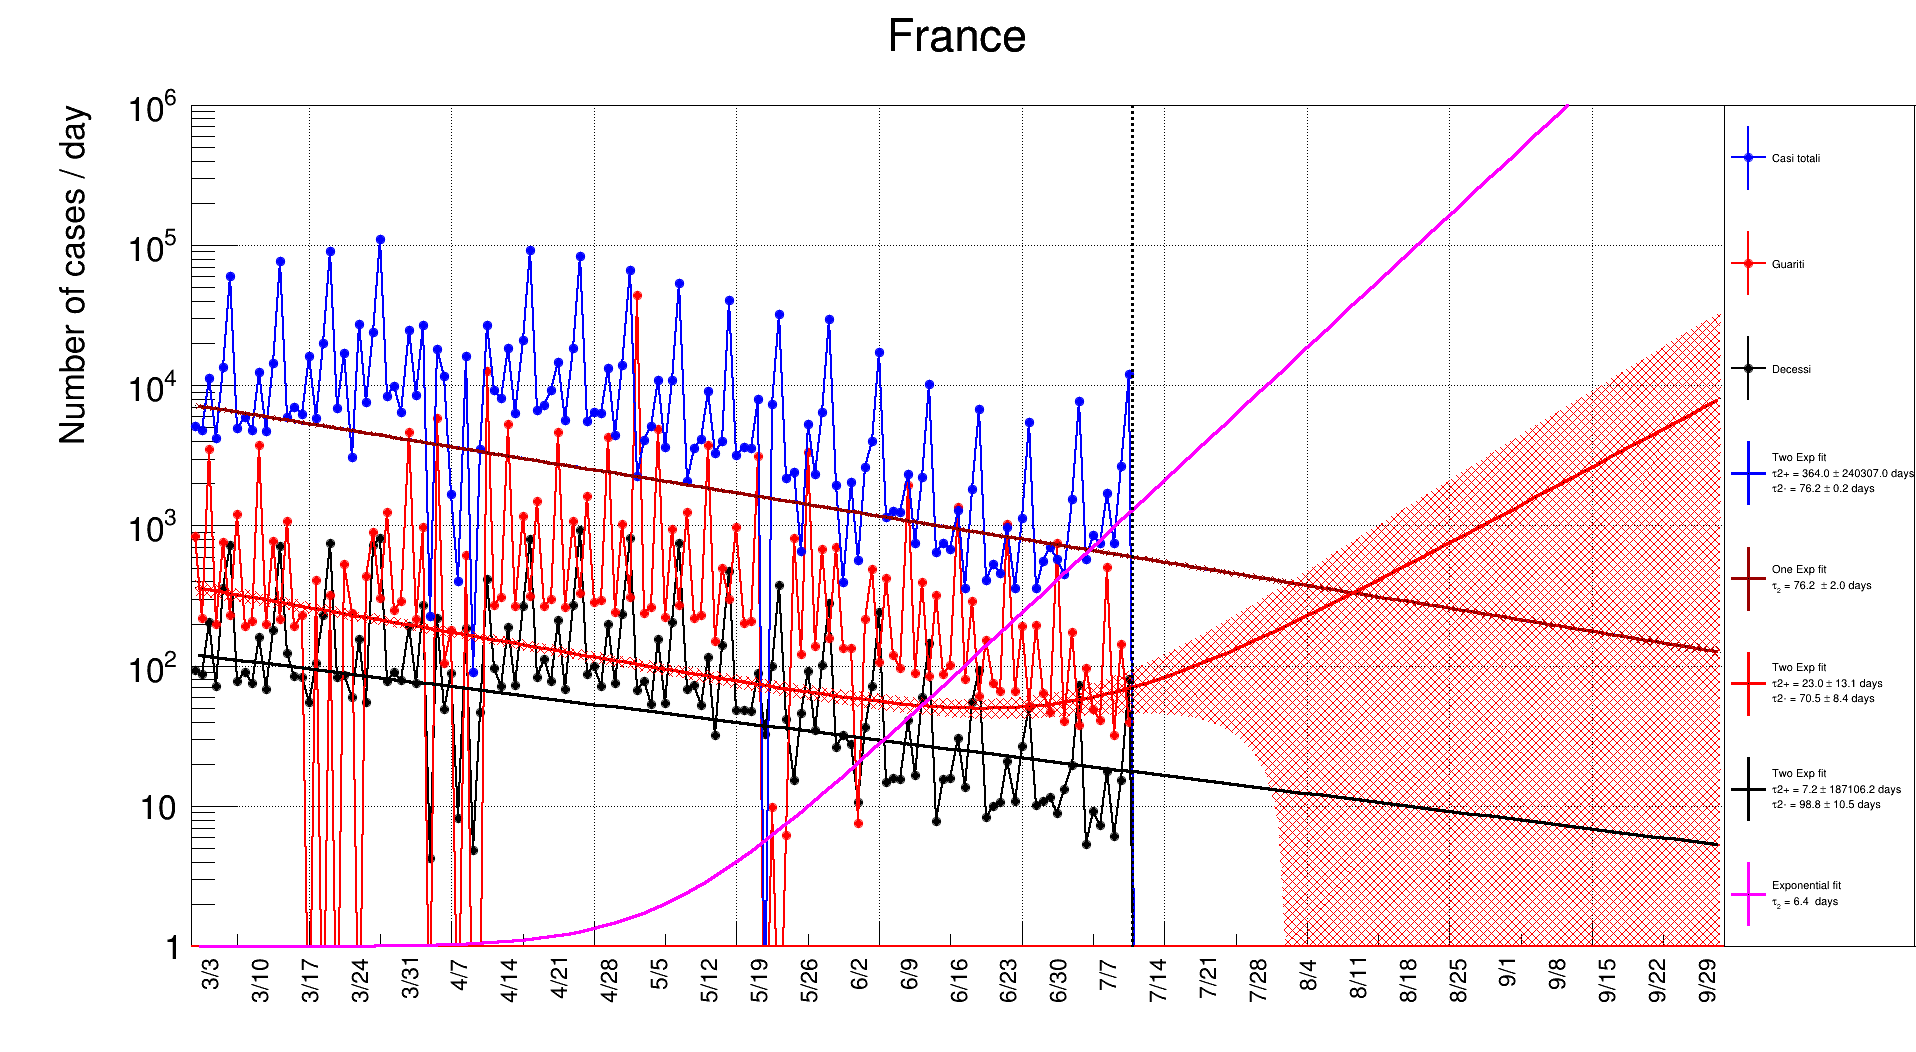 France
Number of cases / day
10^6
10^5
10^4
10^3
10^2
10
1
3/3 3/10 3/17 3/24 3/31 4/7 4/14 4/21 4/28 5/5 5/12 5/19 5/26 6/2 6/9 6/16 6/23 6/30 7/7 7/14 7/21 7/28 8/4 8/11 8/18 8/25 9/1 9/8 9/15 9/22 9/29
Casi totali
Guariti
Decessi
Two Exp fit
τ2+ = 364.0 ± 240307.0 days
τ2- = 76.2 ± 0.2 days
One Exp fit
τ₂ = 76.2 ± 2.0 days
Two Exp fit
τ2+ = 23.0 ± 13.1 days
τ2- = 70.5 ± 8.4 days
Two Exp fit
τ2+ = 7.2 ± 187106.2 days
τ2- = 98.8 ± 10.5 days
Exponential fit
τ₂ = 6.4 days